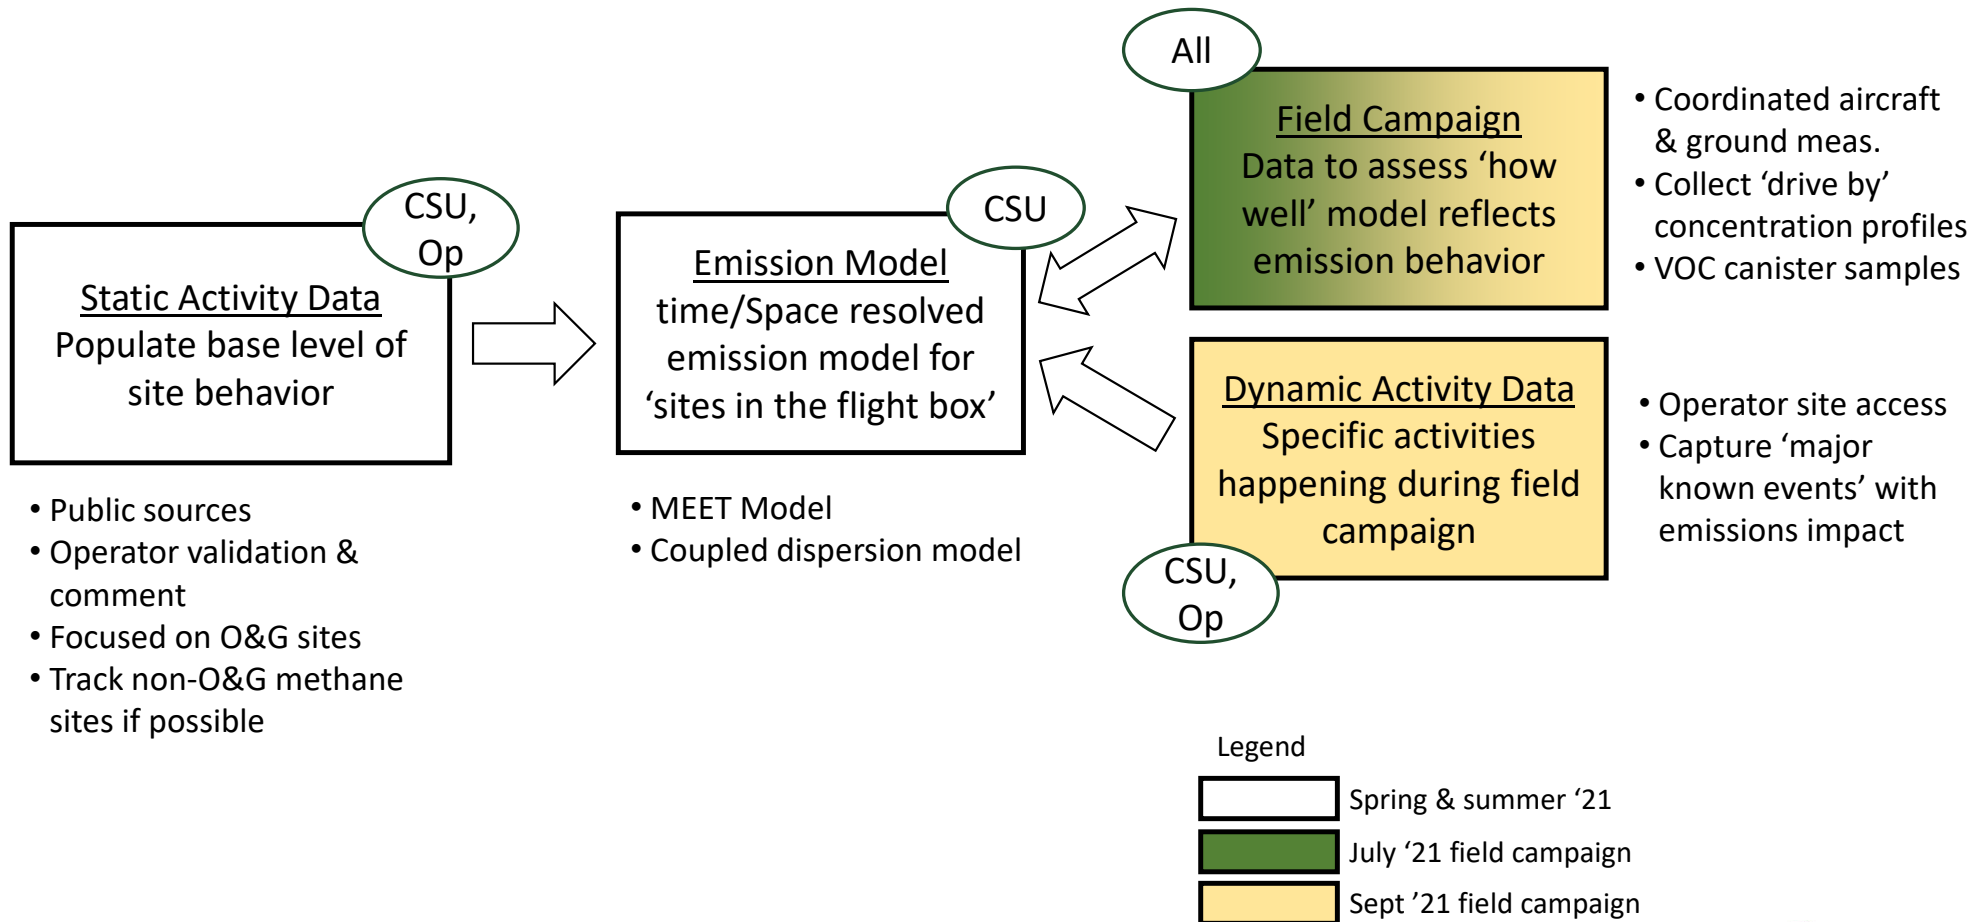 CSU,
Op
Static Activity Data
Populate base level of
site behavior
• Public sources
• Operator validation &
comment
• Focused on O&G sites
• Track non-O&G methane
sites if possible
CSU
Emission Model
time/Space resolved
emission model for
‘sites in the flight box’
• MEET Model
• Coupled dispersion model
All
Field Campaign
Data to assess ‘how
well’ model reflects
emission behavior
• Coordinated aircraft
& ground meas.
• Collect ‘drive by’
concentration profiles
• VOC canister samples
Dynamic Activity Data
Specific activities
happening during field
campaign
CSU,
Op
• Operator site access
• Capture ‘major
known events’ with
emissions impact
Legend
Spring & summer ‘21
July ‘21 field campaign
Sept ’21 field campaign